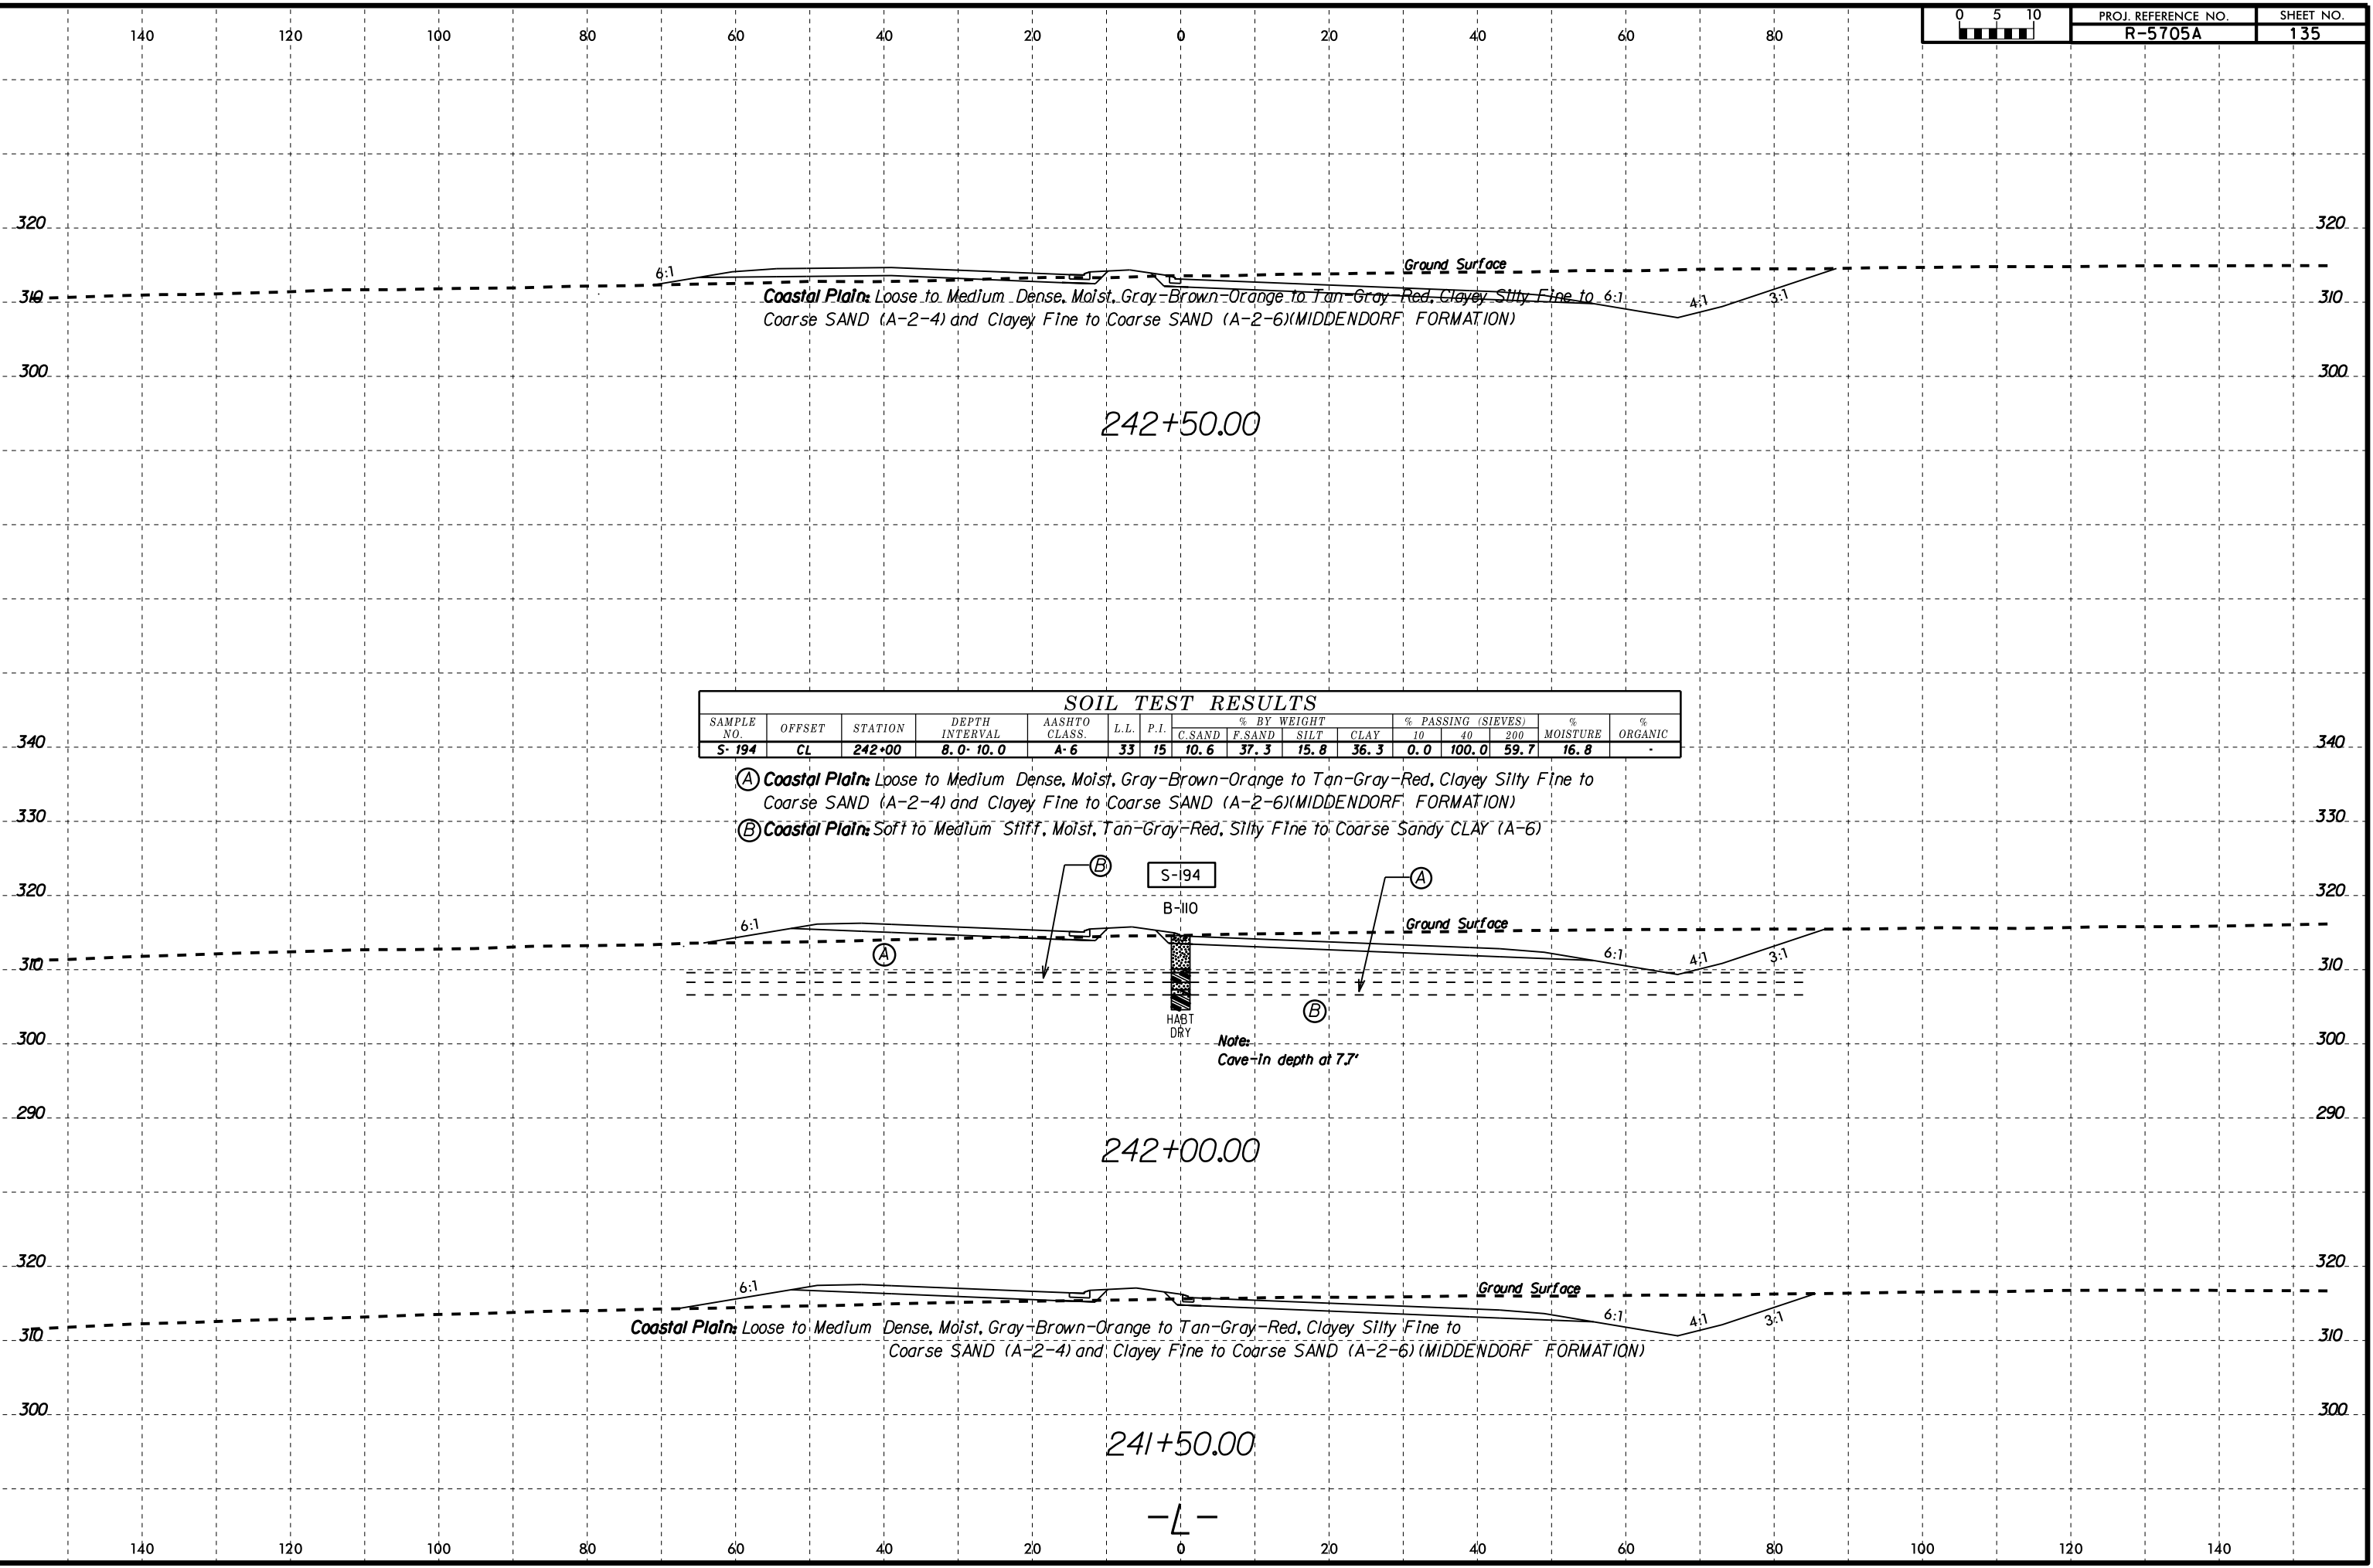 0 5 10
PROJ. REFERENCE NO. SHEET NO.
R-5705A 135
140 120 100 80 60 40 20 0 20 40 60 80
320 320
6:1 Ground Surface
310 Coastal Plain: Loose to Medium Dense, Moist, Gray-Brown-Orange to Tan-Gray-Red, Clayey Silty Fine to 6:1 4:1 3:1 310
Coarse SAND (A-2-4) and Clayey Fine to Coarse SAND (A-2-6)(MIDDENDORF FORMATION)
300 300
242+50.00
SOIL TEST RESULTS
SAMPLE NO. OFFSET STATION DEPTH INTERVAL AASHTO CLASS. L.L. P.I. % BY WEIGHT % PASSING (SIEVES) % MOISTURE % ORGANIC
C.SAND F.SAND SILT CLAY 10 40 200
S-194 CL 242+00 8.0-10.0 A-6 33 15 10.6 37.3 15.8 36.3 0.0 100.0 59.7 16.8 -
340 340
A Coastal Plain: Loose to Medium Dense, Moist, Gray-Brown-Orange to Tan-Gray-Red, Clayey Silty Fine to
Coarse SAND (A-2-4) and Clayey Fine to Coarse SAND (A-2-6)(MIDDENDORF FORMATION)
330 330
B Coastal Plain: Soft to Medium Stiff, Moist, Tan-Gray-Red, Silty Fine to Coarse Sandy CLAY (A-6)
B S-194 A
320 320
B-110
6:1 Ground Surface
A 6:1 4:1 3:1
310 310
B
HABT
DRY
300 300
Note:
Cave-in depth at 7.7'
290 290
242+00.00
320 320
6:1 Ground Surface
6:1 4:1 3:1
310 310
Coastal Plain: Loose to Medium Dense, Moist, Gray-Brown-Orange to Tan-Gray-Red, Clayey Silty Fine to
Coarse SAND (A-2-4) and Clayey Fine to Coarse SAND (A-2-6)(MIDDENDORF FORMATION)
300 300
241+50.00
-L-
140 120 100 80 60 40 20 0 20 40 60 80 100 120 140